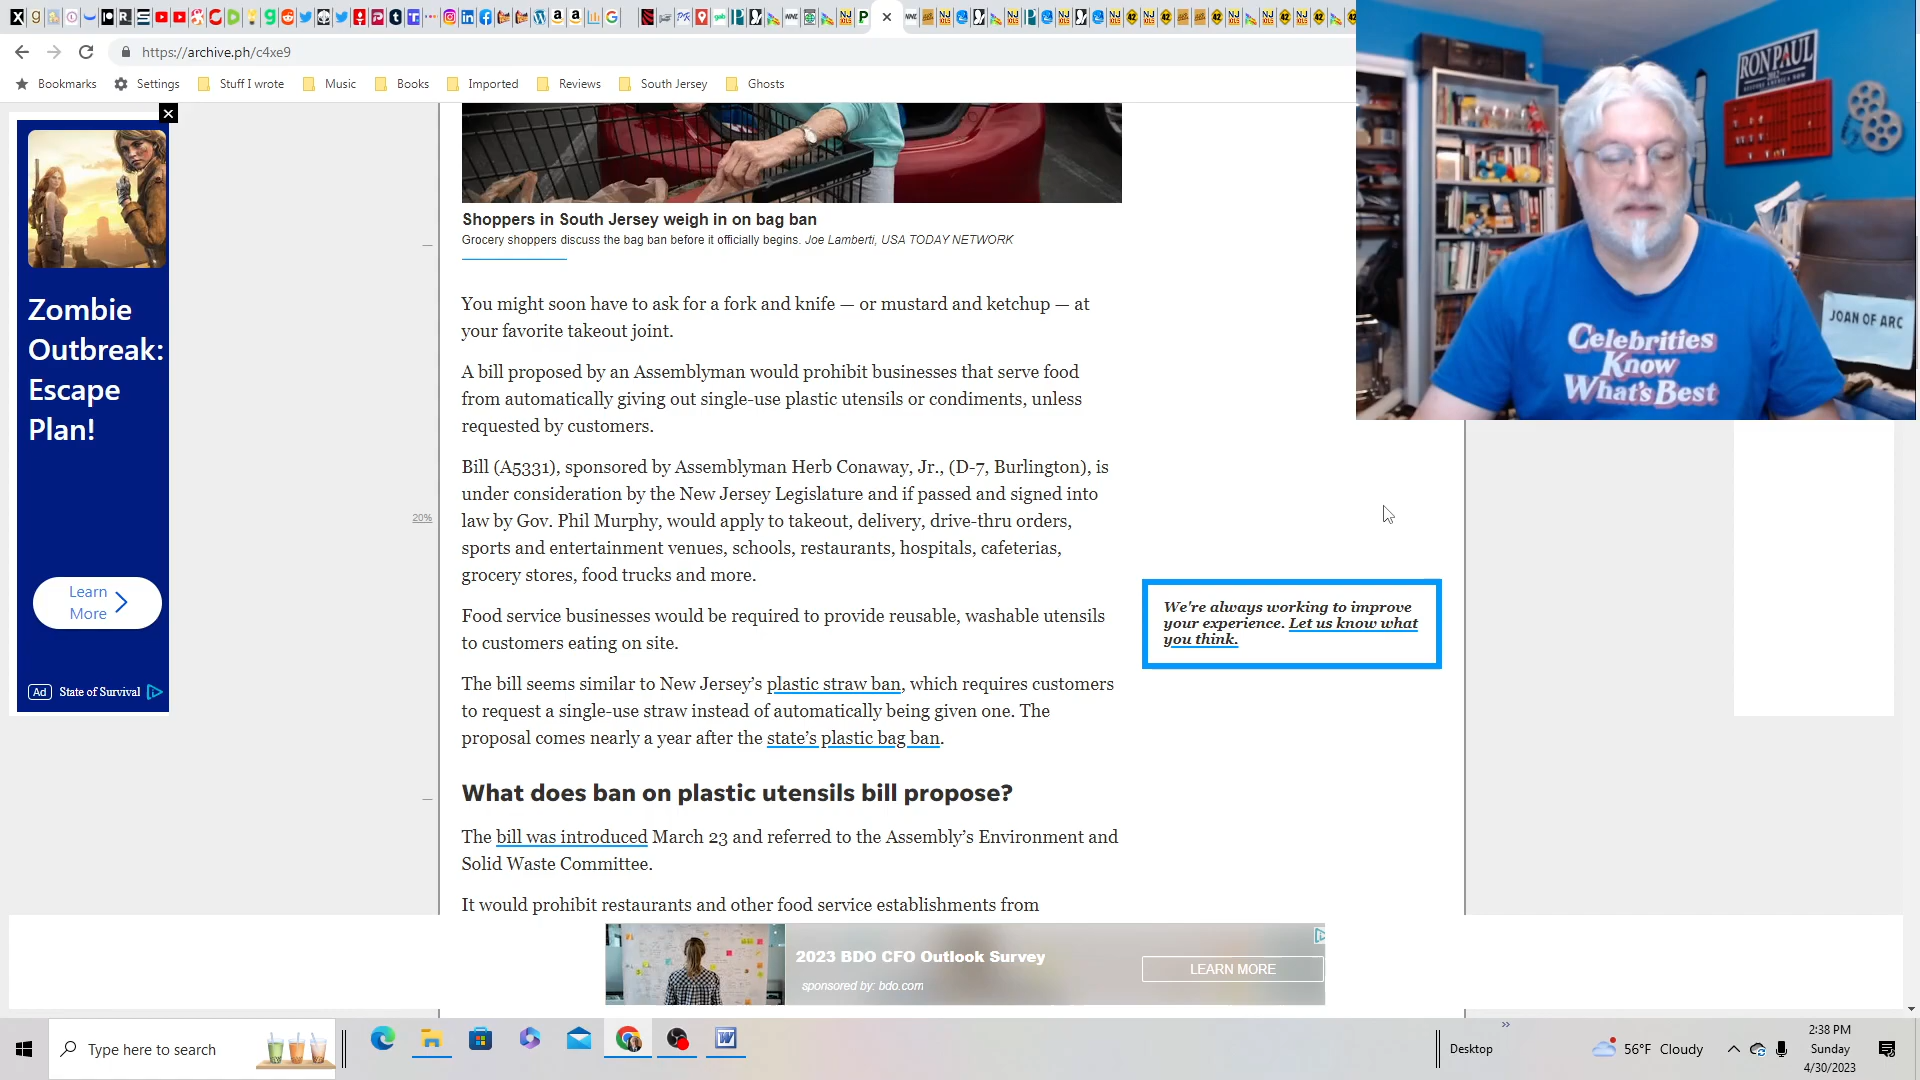 https://archive.ph/c4xe9
Bookmarks
Settings
Stuff I wrote
Music
Books
Imported
Reviews
South Jersey
Ghosts
RON PAUL
2012
JOAN OF ARC
Celebrities
Know
What's Best
Zombie
Outbreak:
Escape
Plan!
Learn
More
Ad State of Survival
Shoppers in South Jersey weigh in on bag ban
Grocery shoppers discuss the bag ban before it officially begins. Joe Lamberti, USA TODAY NETWORK
You might soon have to ask for a fork and knife — or mustard and ketchup — at
your favorite takeout joint.
A bill proposed by an Assemblyman would prohibit businesses that serve food
from automatically giving out single-use plastic utensils or condiments, unless
requested by customers.
Bill (A5331), sponsored by Assemblyman Herb Conaway, Jr., (D-7, Burlington), is
under consideration by the New Jersey Legislature and if passed and signed into
20%
law by Gov. Phil Murphy, would apply to takeout, delivery, drive-thru orders,
sports and entertainment venues, schools, restaurants, hospitals, cafeterias,
grocery stores, food trucks and more.
Food service businesses would be required to provide reusable, washable utensils
to customers eating on site.
The bill seems similar to New Jersey's plastic straw ban, which requires customers
to request a single-use straw instead of automatically being given one. The
proposal comes nearly a year after the state's plastic bag ban.
We're always working to improve
your experience. Let us know what
you think.
What does ban on plastic utensils bill propose?
The bill was introduced March 23 and referred to the Assembly's Environment and
Solid Waste Committee.
It would prohibit restaurants and other food service establishments from
2023 BDO CFO Outlook Survey
sponsored by: bdo.com
LEARN MORE
Type here to search
Desktop
56°F Cloudy
2:38 PM
Sunday
4/30/2023